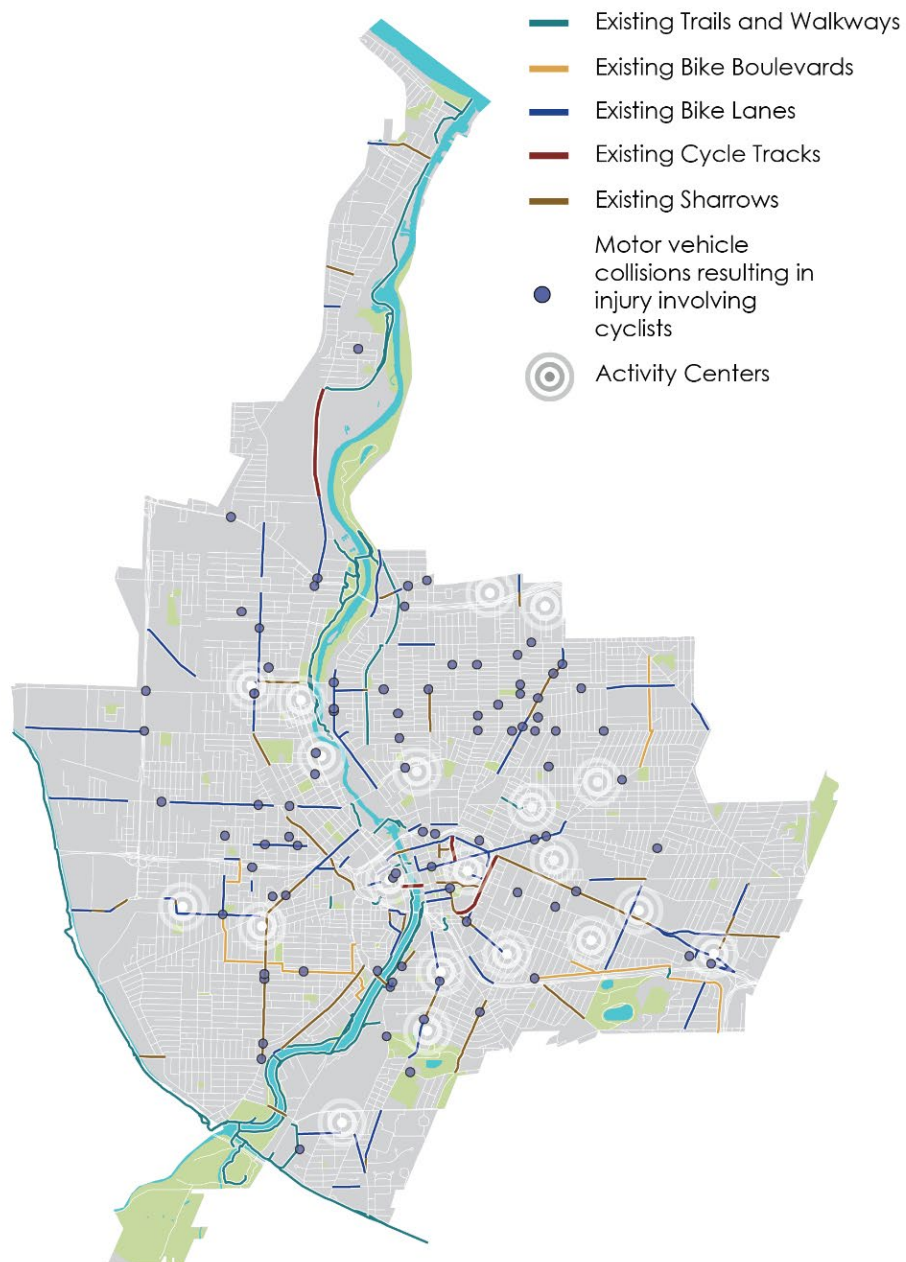 Existing Trails and Walkways
Existing Bike Boulevards
Existing Bike Lanes
Existing Cycle Tracks
Existing Sharrows
Motor vehicle
collisions resulting in
injury involving
cyclists
Activity Centers